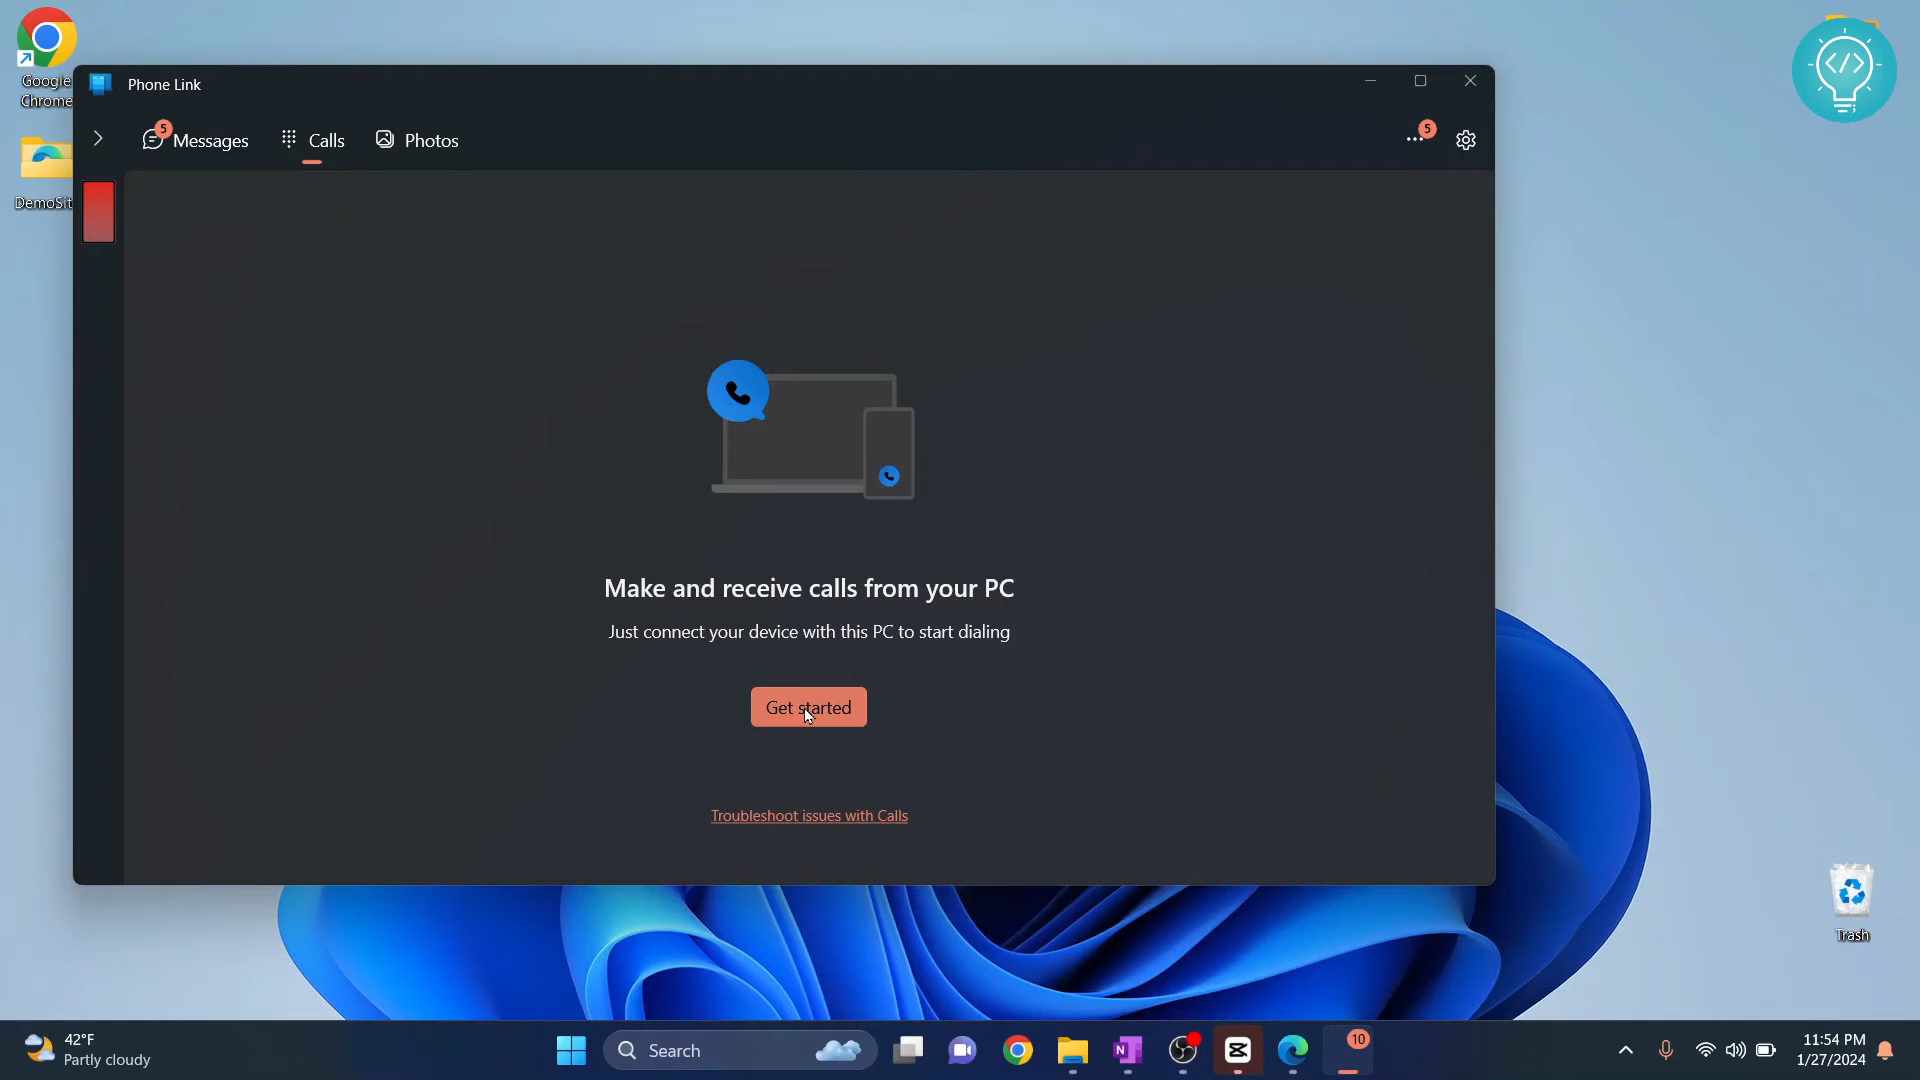 Google
Chrome
DemoSit
Phone Link
5
Messages
Calls
Photos
5
</>
Make and receive calls from your PC
Just connect your device with this PC to start dialing
Get started
Troubleshoot issues with Calls
Trash
42°F
Partly cloudy
Search
N
10
11:54 PM
1/27/2024